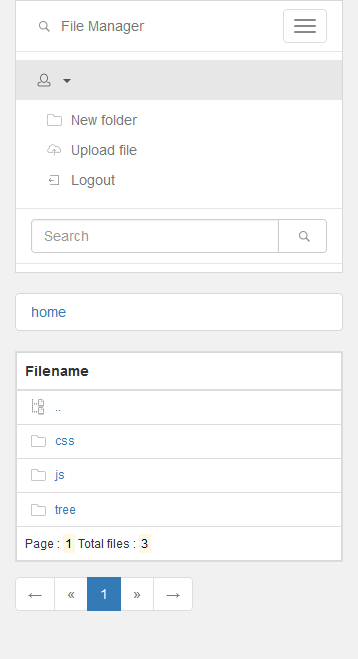 File Manager
New folder
Upload file
Logout
Search
home
Filename
..
css
js
tree
Page : 1 Total files : 3
← « 1 » →